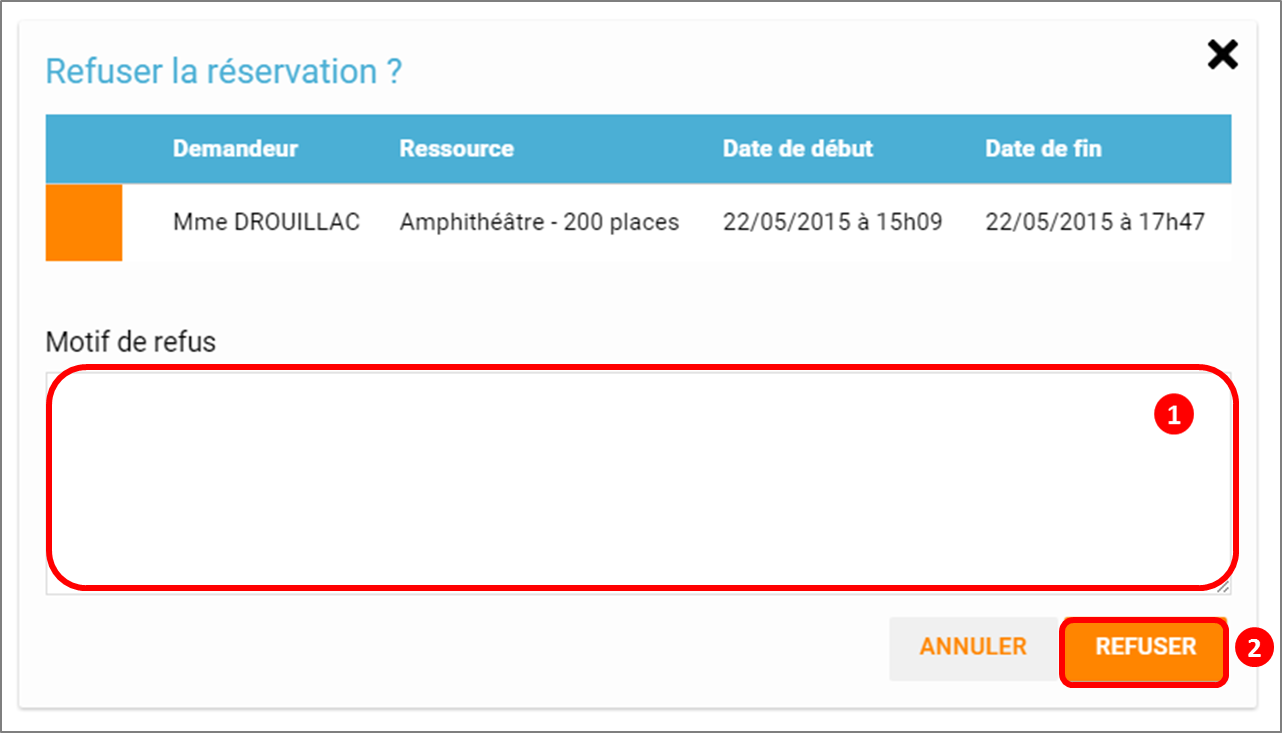 Refuser la réservation ?
Demandeur Ressource Date de début Date de fin
Mme DROUILLAC Amphithéâtre - 200 places 22/05/2015 à 15h09 22/05/2015 à 17h47
Motif de refus
1
ANNULER REFUSER 2